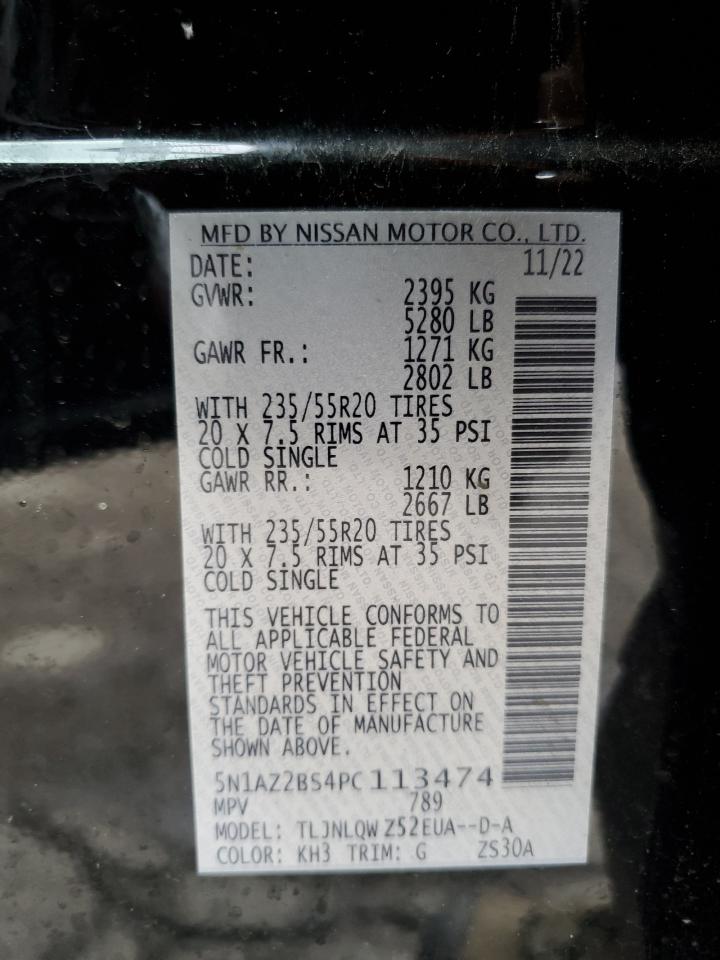 MFD BY NISSAN MOTOR CO., LTD.
DATE: 11/22
GVWR: 2395 KG
5280 LB
GAWR FR.: 1271 KG
2802 LB
WITH 235/55R20 TIRES
20 X 7.5 RIMS AT 35 PSI
COLD SINGLE
GAWR RR.: 1210 KG
2667 LB
WITH 235/55R20 TIRES
20 X 7.5 RIMS AT 35 PSI
COLD SINGLE
THIS VEHICLE CONFORMS TO
ALL APPLICABLE FEDERAL
MOTOR VEHICLE SAFETY AND
THEFT PREVENTION
STANDARDS IN EFFECT ON
THE DATE OF MANUFACTURE
SHOWN ABOVE.
5N1AZ2BS4PC113474
MPV 789
MODEL: TLJNLQW Z52EUA--D-A
COLOR: KH3 TRIM: G ZS30A